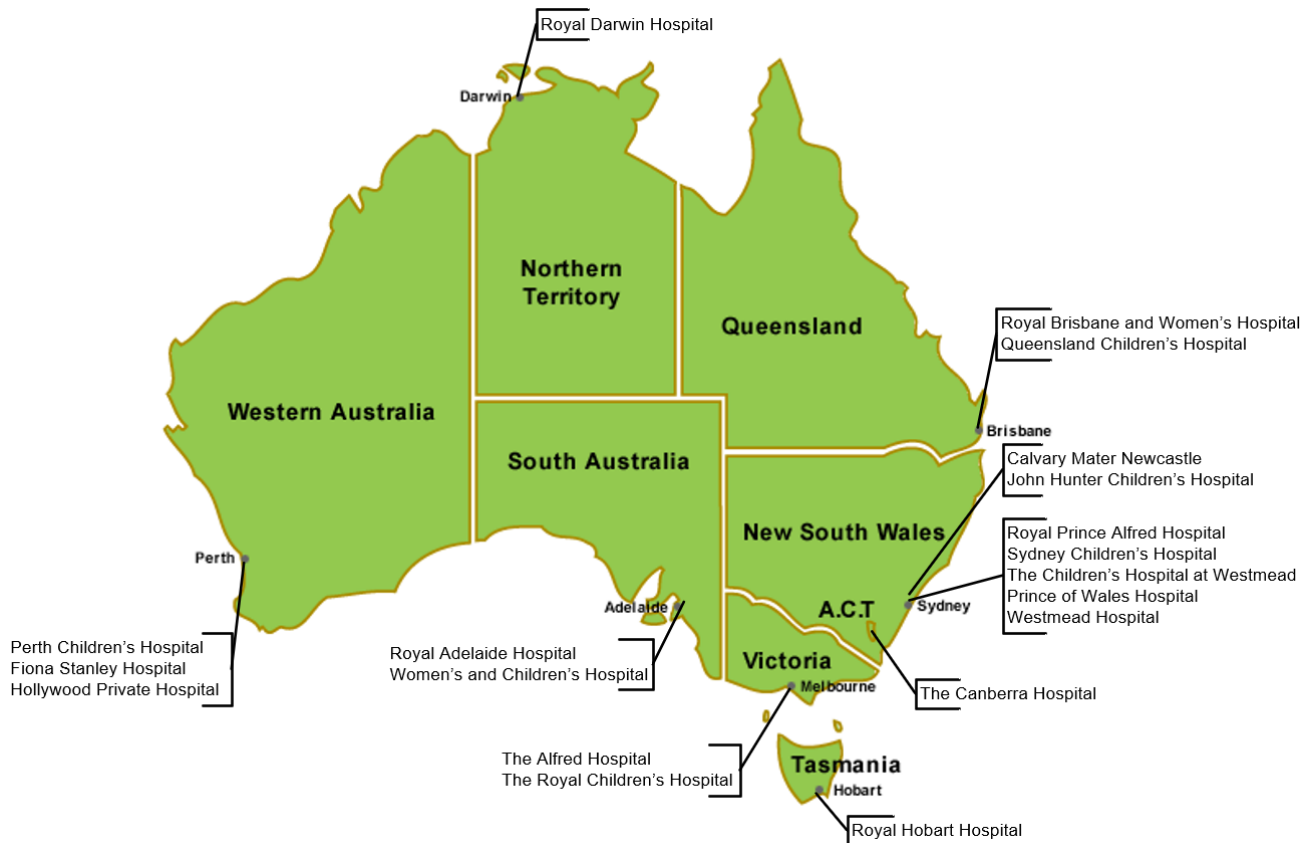 Royal Darwin Hospital
Darwin
Northern
Territory
Queensland
Royal Brisbane and Women’s Hospital
Queensland Children’s Hospital
Western Australia
Brisbane
South Australia
Calvary Mater Newcastle
John Hunter Children’s Hospital
New South Wales
Royal Prince Alfred Hospital
Sydney Children’s Hospital
The Children’s Hospital at Westmead
Prince of Wales Hospital
Westmead Hospital
Perth
Adelaide
A.C.T
Sydney
Perth Children’s Hospital
Fiona Stanley Hospital
Hollywood Private Hospital
Royal Adelaide Hospital
Women’s and Children’s Hospital
Victoria
Melbourne
The Canberra Hospital
The Alfred Hospital
The Royal Children’s Hospital
Tasmania
Hobart
Royal Hobart Hospital